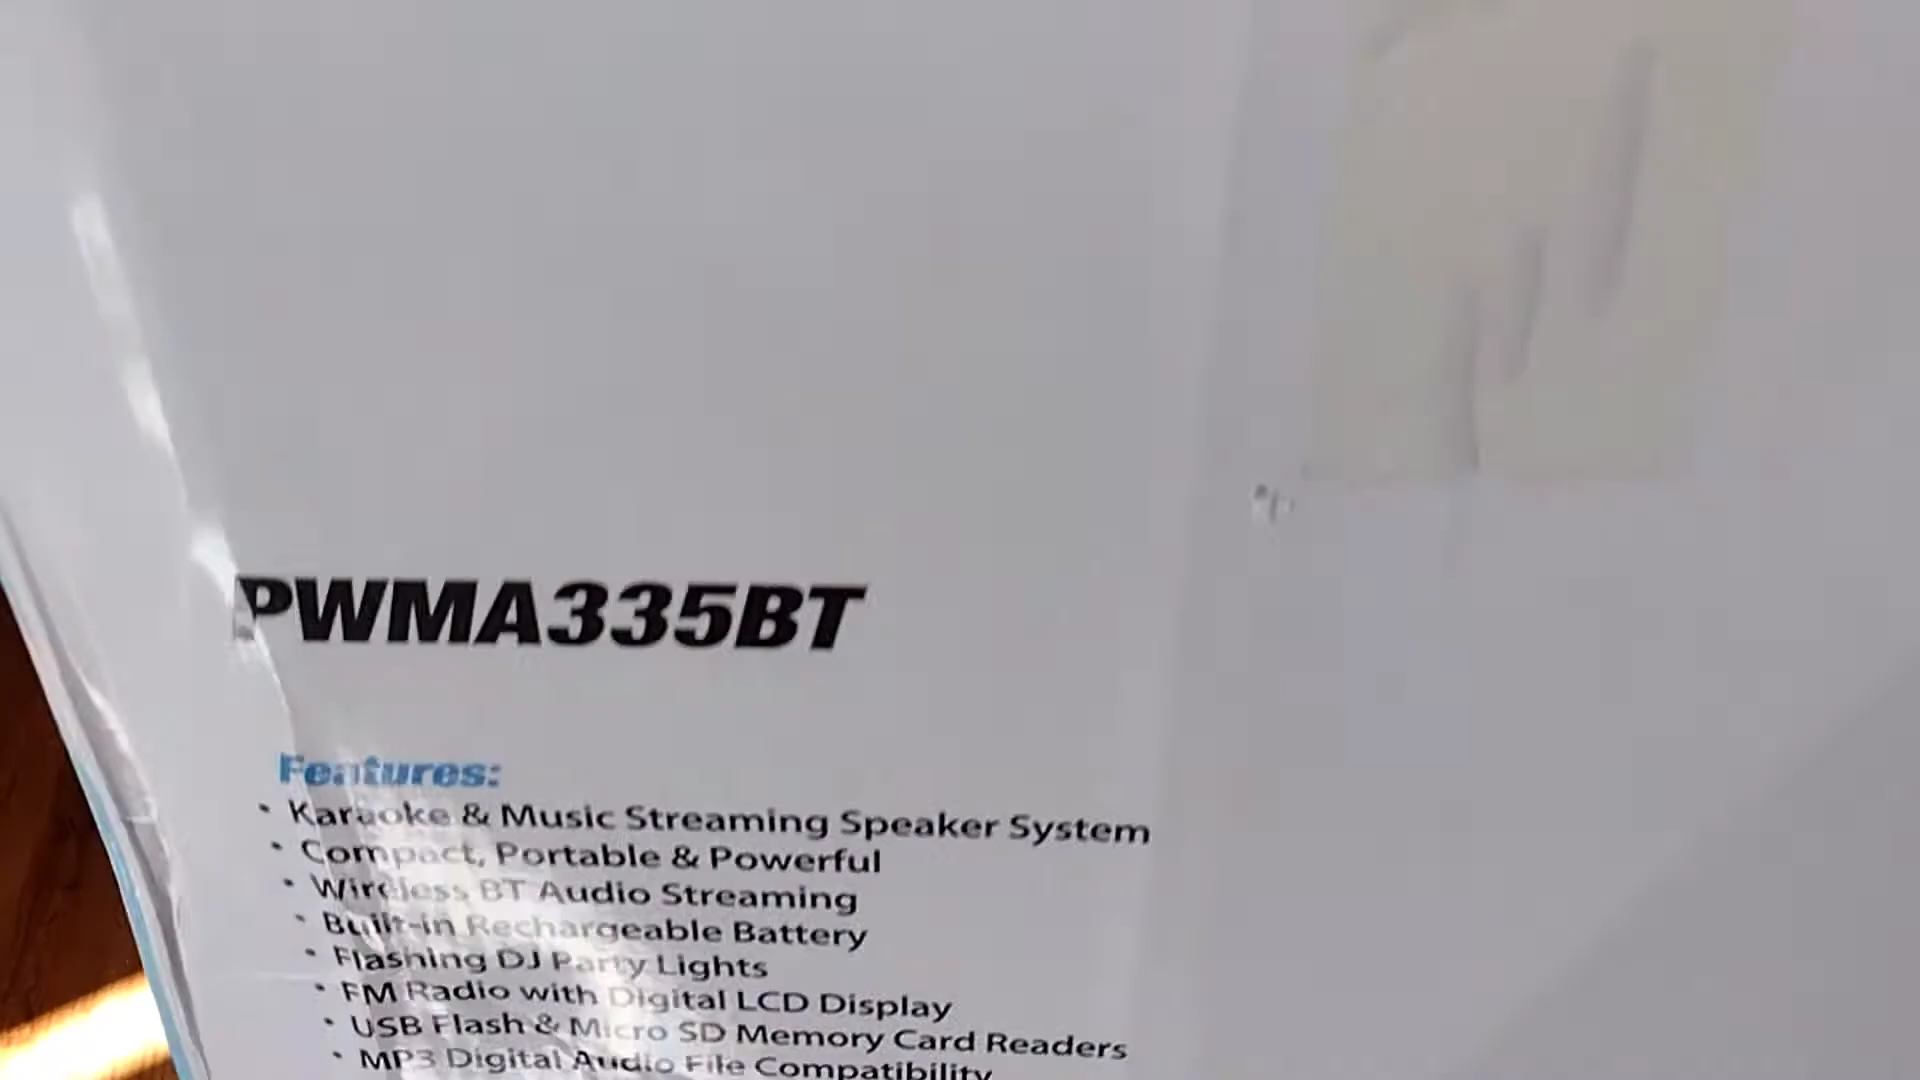 PWMA335BT
Features:
• Karaoke & Music Streaming Speaker System
• Compact, Portable & Powerful
• Wireless BT Audio Streaming
• Built-in Rechargeable Battery
• Flashing DJ Party Lights
• FM Radio with Digital LCD Display
• USB Flash & Micro SD Memory Card Readers
• MP3 Digital Audio File Compatibility